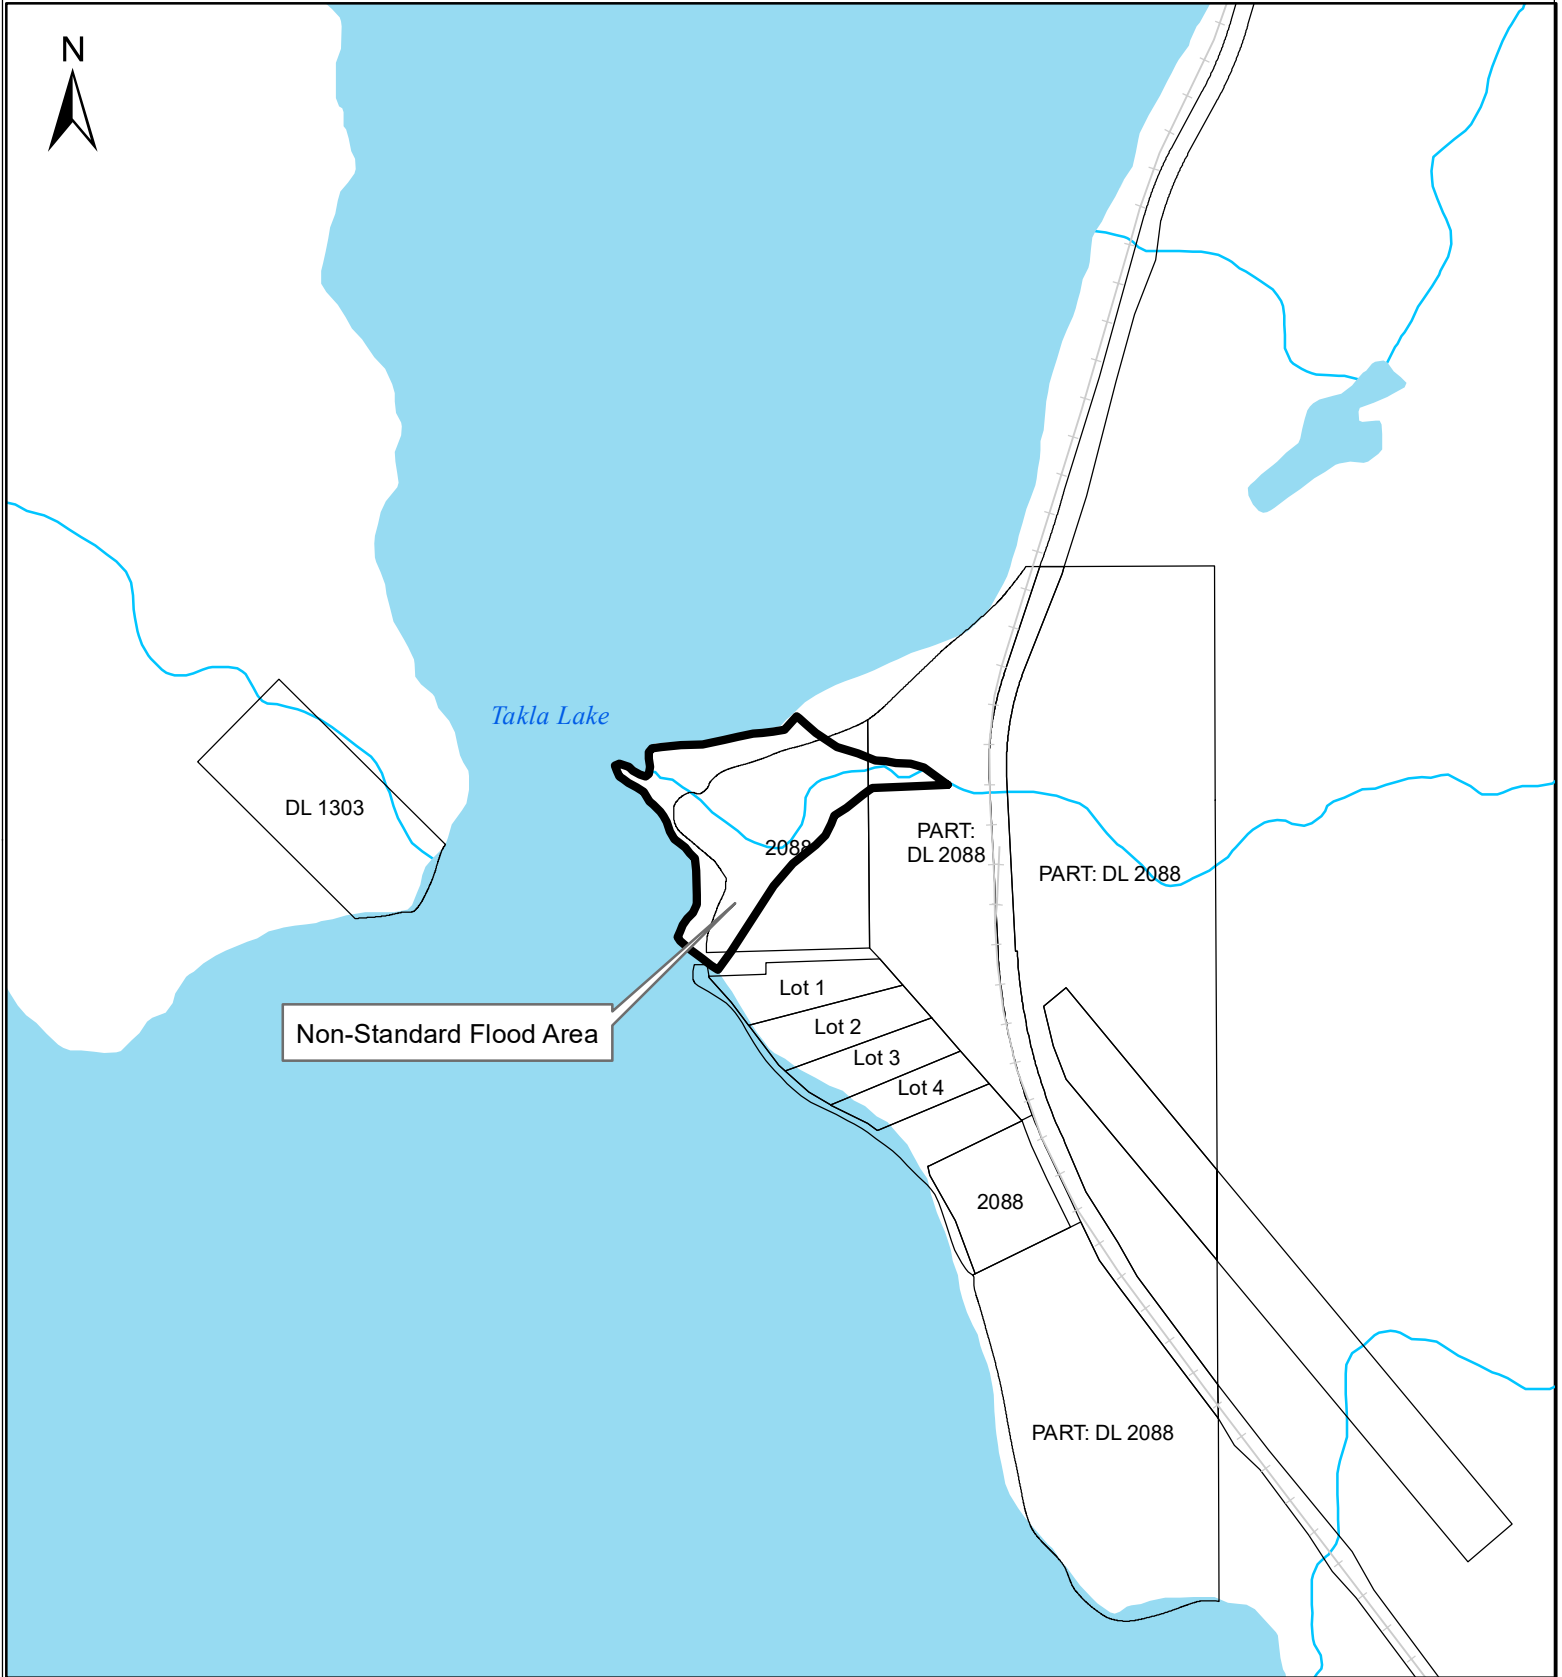 N
Takla Lake
DL 1303
2088
PART:
DL 2088
PART: DL 2088
Lot 1
Lot 2
Non-Standard Flood Area
Lot 3
Lot 4
2088
PART: DL 2088